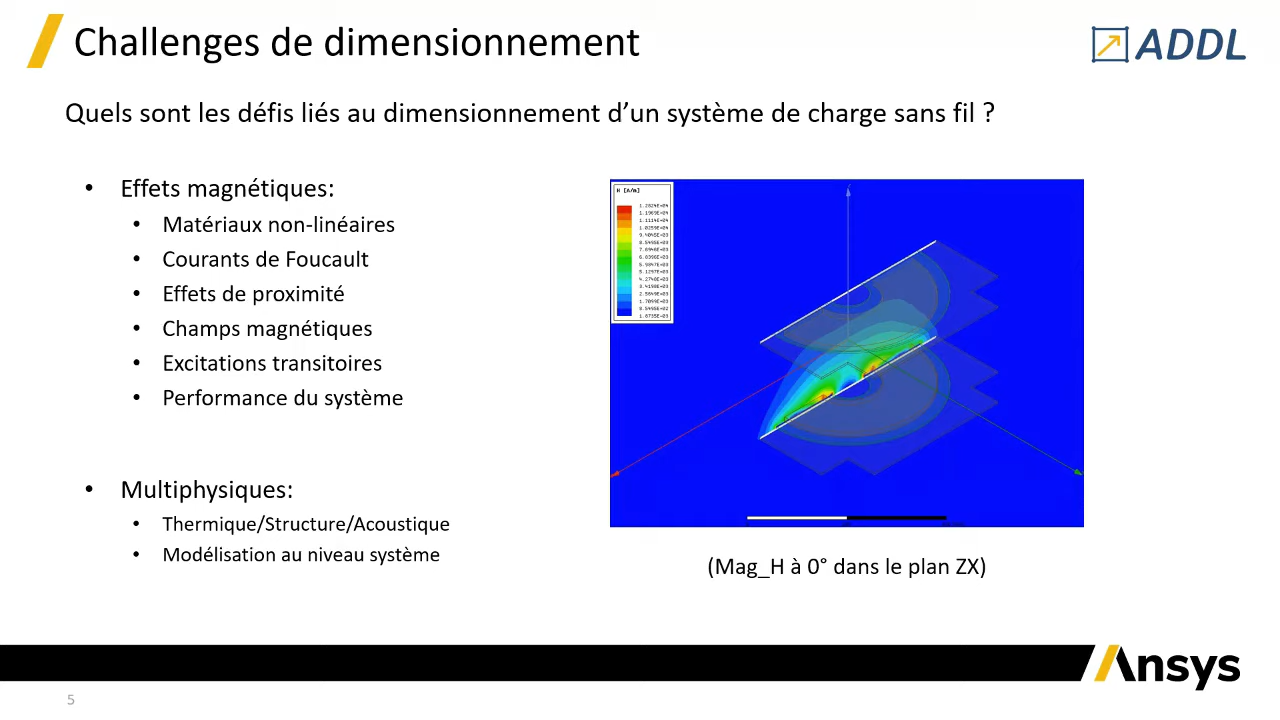 Challenges de dimensionnement
ADDL
Quels sont les défis liés au dimensionnement d’un système de charge sans fil ?
• Effets magnétiques:
• Matériaux non-linéaires
• Courants de Foucault
• Effets de proximité
• Champs magnétiques
• Excitations transitoires
• Performance du système
• Multiphysiques:
• Thermique/Structure/Acoustique
• Modélisation au niveau système
H [A/m]
(Mag_H à 0° dans le plan ZX)
Ansys
5